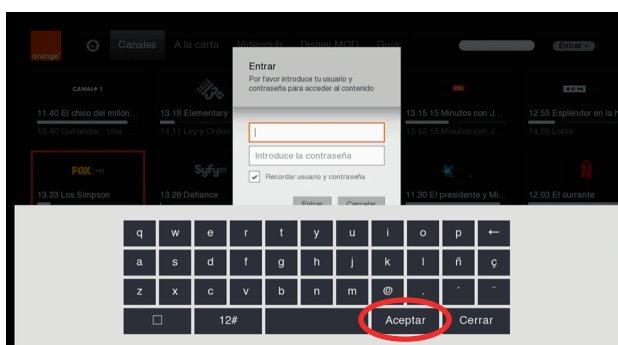 orange
Canales
A la carta
Videoclub
Disney MOD
Guía
Entrar
CANAL+ 1
11.40 El chico del millón...
13.40 Outlander - Una
13.19 Elementary
14.11 Ley y Orden
13.15 15 Minutos con J...
13.42 15 Minutos con J...
TCM
12.55 Esplendor en la h
14.55 Lolita
Entrar
Por favor introduce tu usuario y
contraseña para acceder al contenido
Introduce la contraseña
Recordar usuario y contraseña
Entrar
Cancelar
FOX HD
13.23 Los Simpson
Syfy HD
13.26 Defiance
11.30 El presidente y Mi...
Ñ
12.03 El currante
q w e r t y u i o p ←
a s d f g h j k l ñ ç
z x c v b n m @ . ´ ¨
12# Aceptar Cerrar